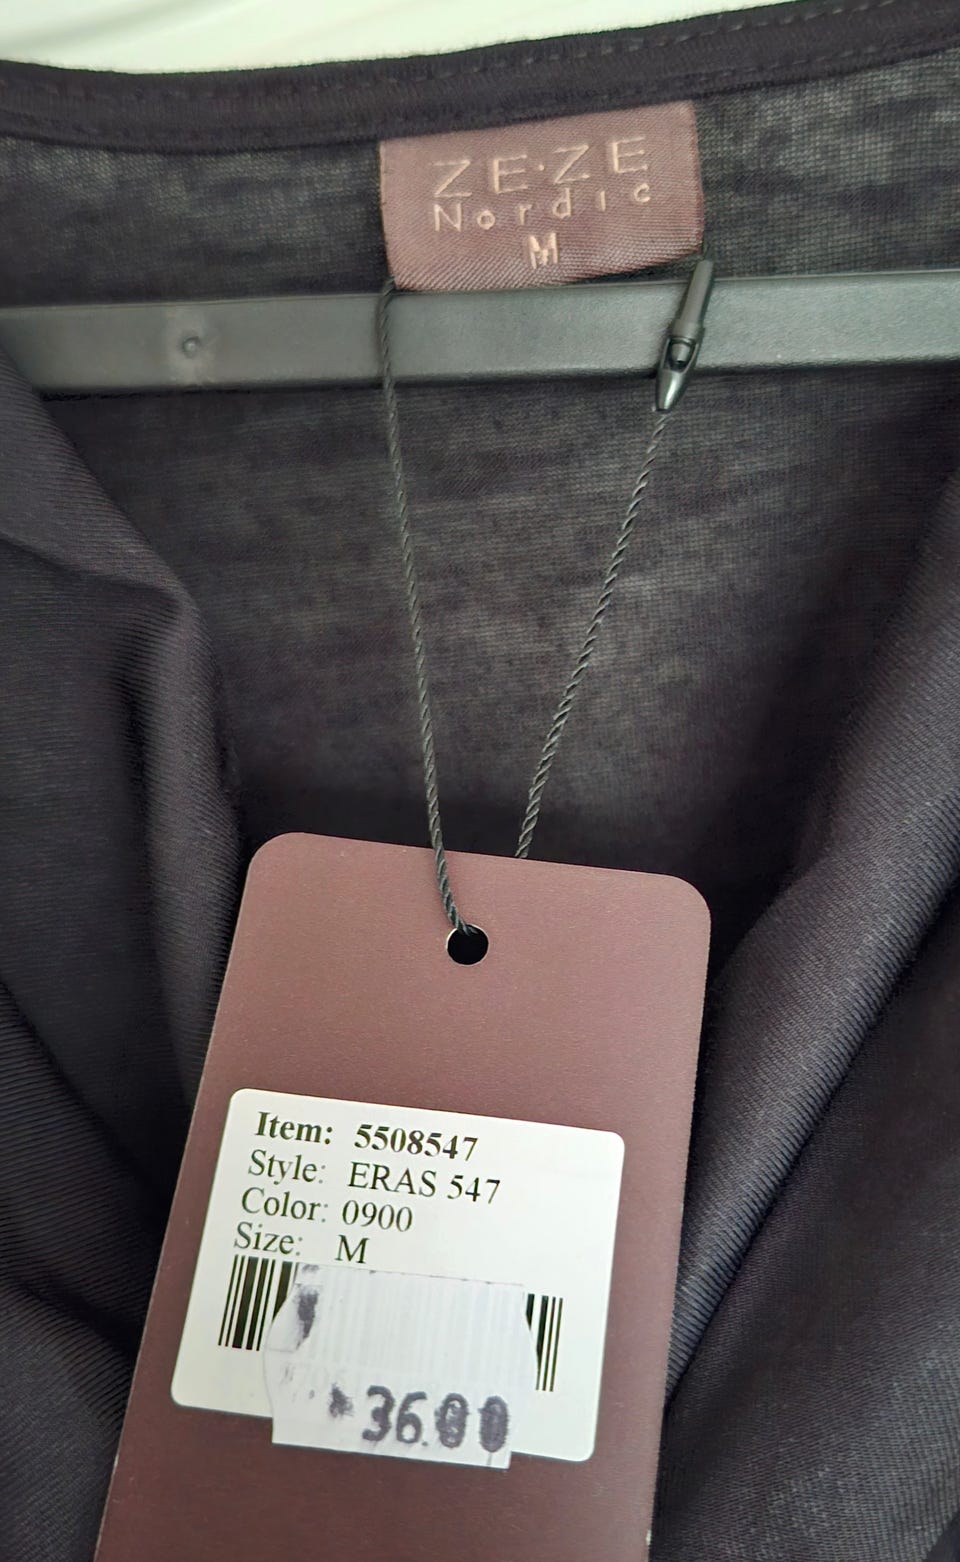 ZE·ZE
Nordic
M
Item: 5508547
Style: ERAS 547
Color: 0900
Size: M
36.00